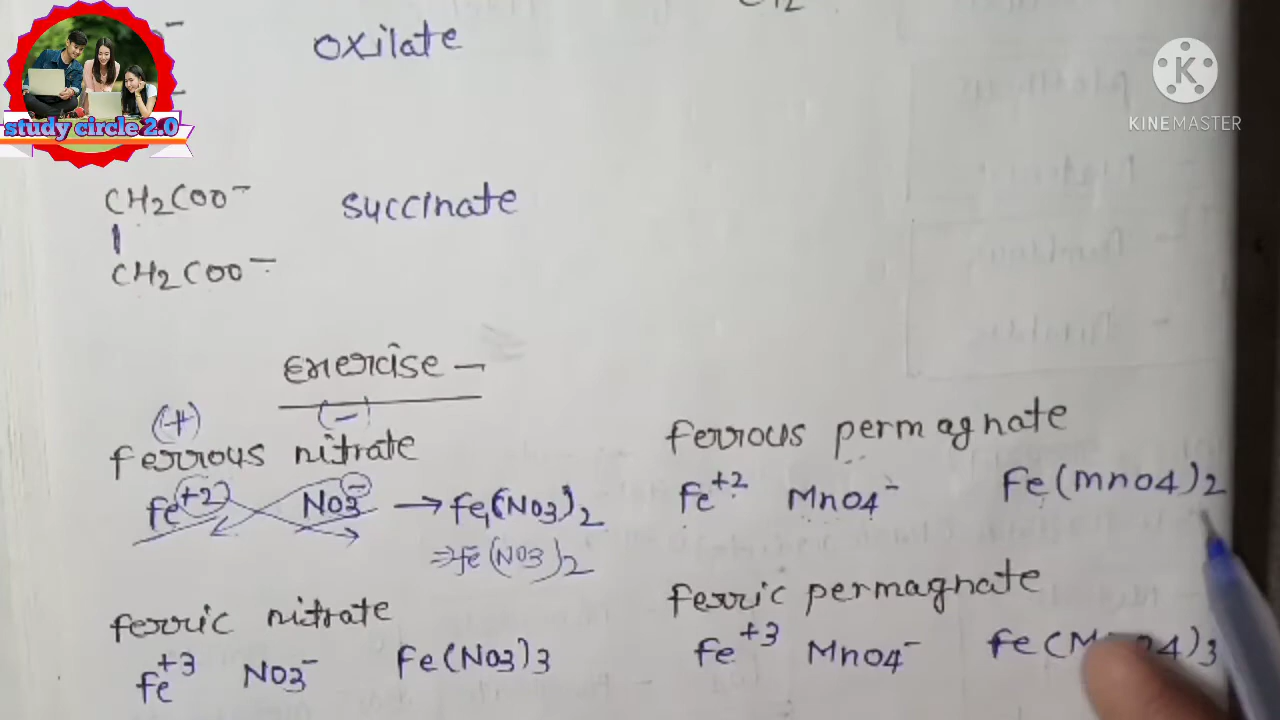 CH2
oxilate
study circle 2.0
KINEMASTER
CH2COO− succinate
CH2COO−
Exercise −
(+) (−)
ferrous nitrate
Fe+2 NO3− → Fe1(NO3)2
⇒ Fe(NO3)2
ferric nitrate
Fe+3 NO3− Fe(NO3)3
ferrous permagnate
Fe+2 MnO4− Fe(mno4)2
ferric permagnate
Fe+3 MnO4−